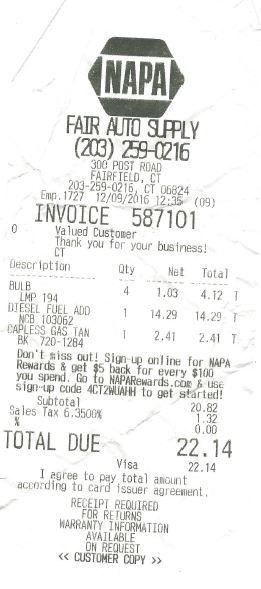 NAPA
FAIR AUTO SUPPLY
(203) 259-0216
300 POST ROAD
FAIRFIELD, CT
203-259-0216, CT 06824
Emp.1727 12/09/2016 12:35 (09)
INVOICE 587101
0 Valued Customer
Thank you for your business!
CT
Description Qty Net Total
BULB 4 1.03 4.12 T
LMP 194
DIESEL FUEL ADD 1 14.29 14.29 T
NCB 103062
CAPLESS GAS TAN 1 2.41 2.41 T
BK 720-1284
Don't miss out! Sign-up online for NAPA
Rewards & get $5 back for every $100
you spend. Go to NAPARewards.com & use
sign-up code 4CT2WUAHH to get started!
Subtotal 20.82
Sales Tax 6.3500% 1.32
% 0.00
TOTAL DUE 22.14
Visa 22.14
I agree to pay total amount
according to card issuer agreement.
RECEIPT REQUIRED
FOR RETURNS
WARRANTY INFORMATION
AVAILABLE
ON REQUEST
<< CUSTOMER COPY >>